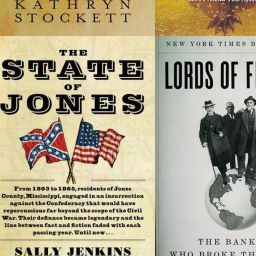 KATHRYN
STOCKETT
THE
STATE
OF
JONES
From 1863 to 1865, residents of Jones
County, Mississippi, engaged in an insurrection
against the Confederacy that would have
repercussions far beyond the scope of the Civil
War. Their defiance became legendary and the
line between fact and fiction faded with each
passing year. Until now . . .
SALLY JENKINS
NEW YORK TIMES B
LORDS OF F
THE BANK
WHO BROKE TH